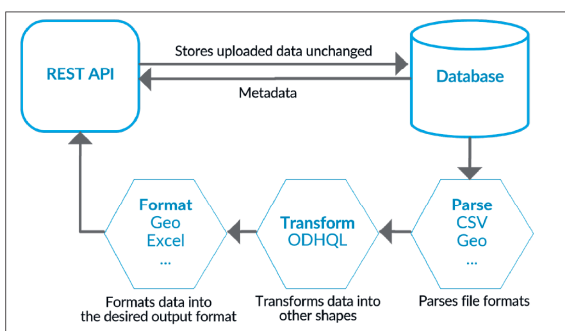 REST API
Stores uploaded data unchanged
Metadata
Database
Format
Geo
Excel
...
Transform
ODHQL
Parse
CSV
Geo
...
Formats data into
the desired output format
Transforms data into
other shapes
Parses file formats